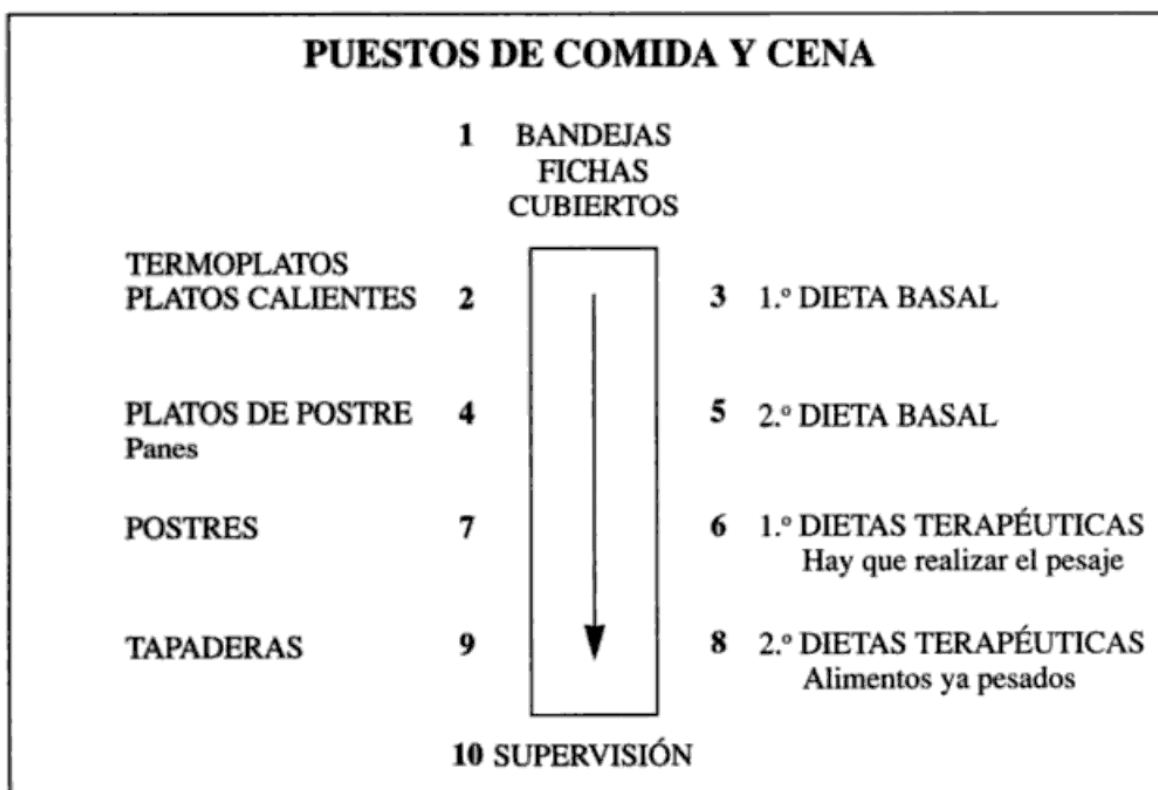 PUESTOS DE COMIDA Y CENA
1 BANDEJAS
FICHAS
CUBIERTOS
TERMOPLATOS
PLATOS CALIENTES 2
3 1.º DIETA BASAL
PLATOS DE POSTRE 4
Panes
5 2.º DIETA BASAL
POSTRES 7
6 1.º DIETAS TERAPÉUTICAS
Hay que realizar el pesaje
TAPADERAS 9
8 2.º DIETAS TERAPÉUTICAS
Alimentos ya pesados
10 SUPERVISIÓN